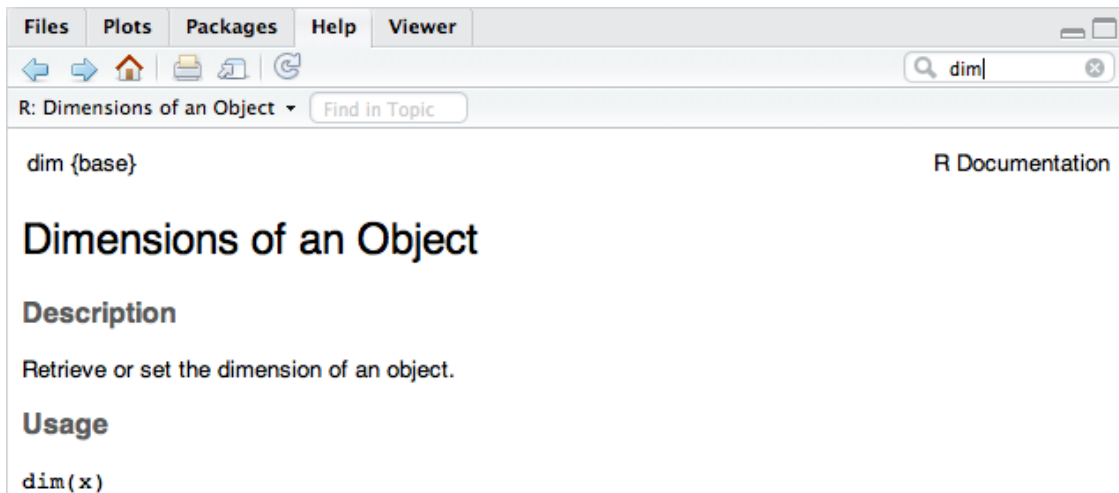 Files Plots Packages Help Viewer
dim
R: Dimensions of an Object Find in Topic
dim {base} R Documentation
Dimensions of an Object
Description
Retrieve or set the dimension of an object.
Usage
dim(x)